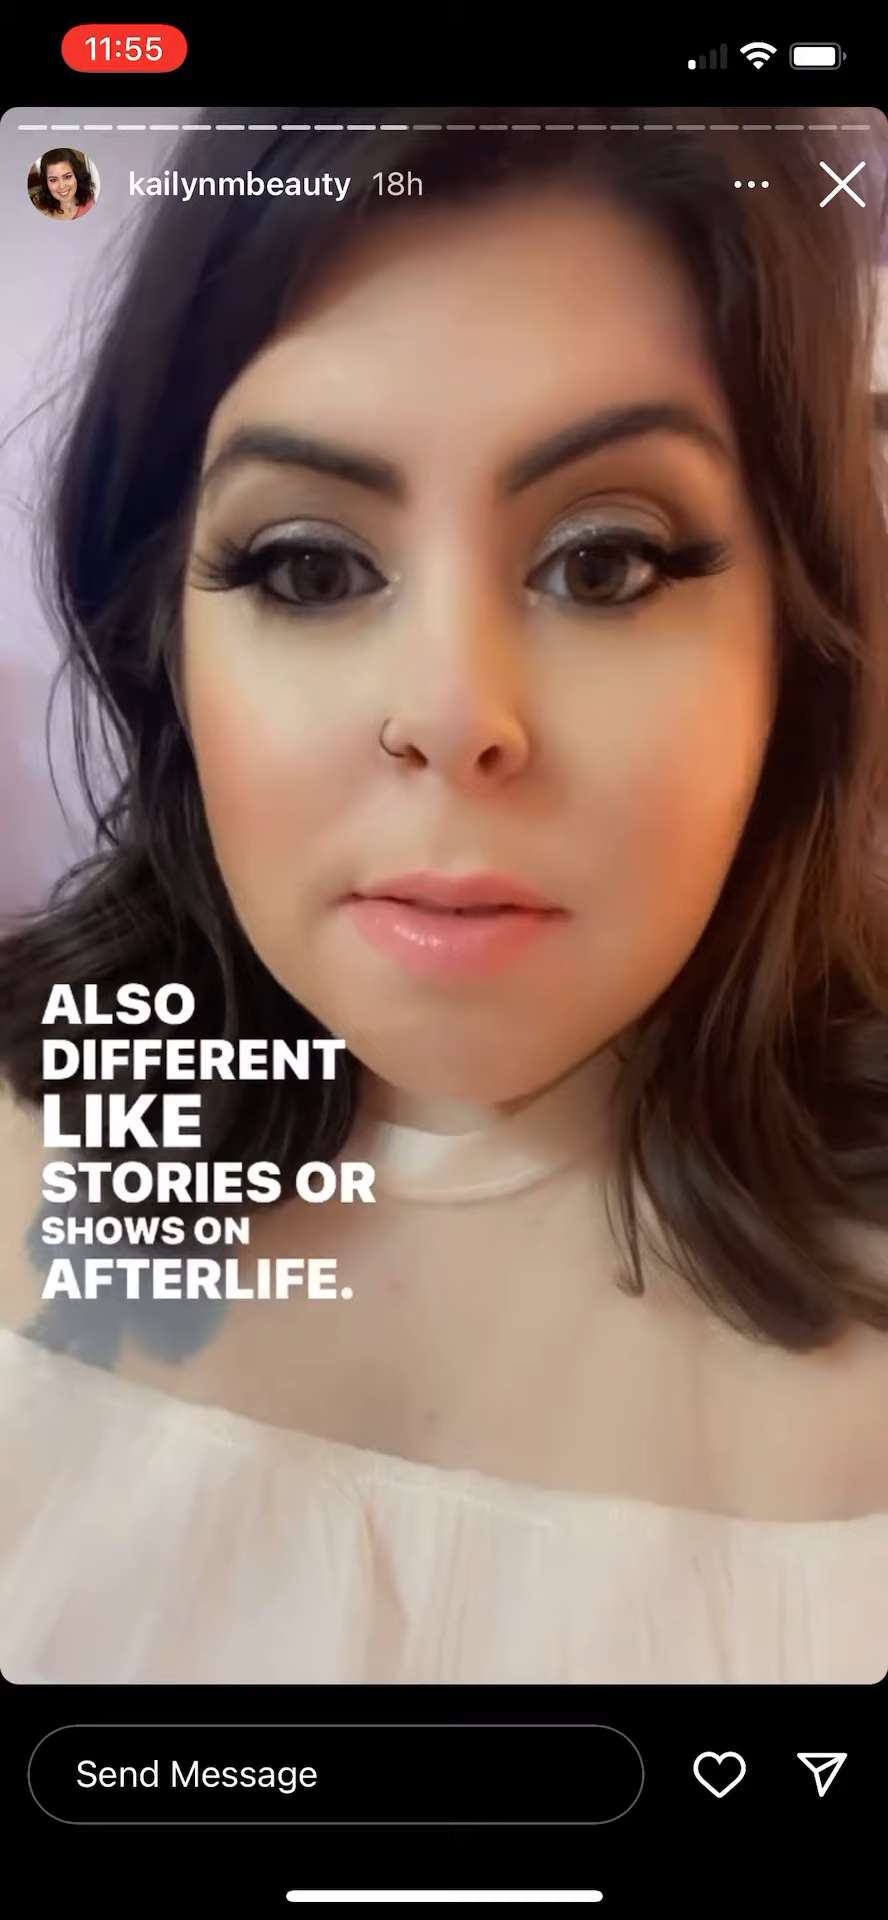 11:55
kailynmbeauty 18h
ALSO
DIFFERENT
LIKE
STORIES OR
SHOWS ON
AFTERLIFE.
Send Message